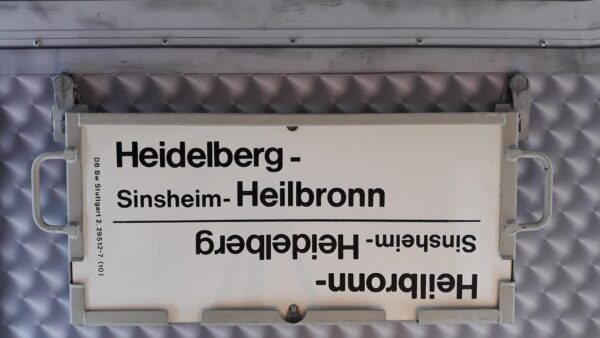 Heidelberg -
Sinsheim- Heilbronn
Heilbronn-
Sinsheim- Heidelberg
DB Bw Stuttgart 2.29512-7 (10)